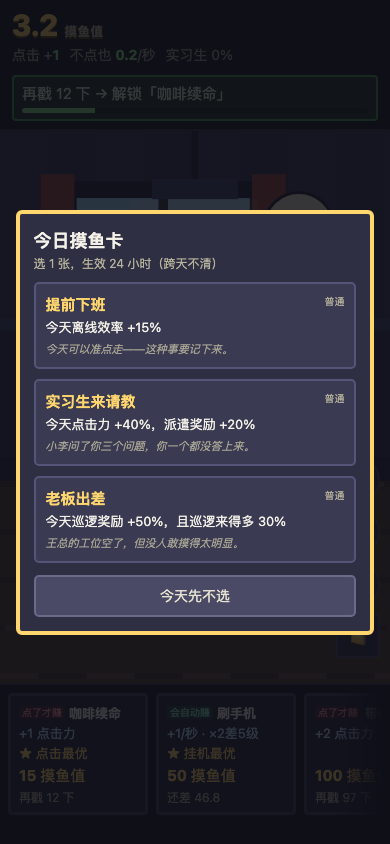 3.2 摸鱼值
点击 +1 不点也 0.2/秒 实习生 0%
再戳 12 下 → 解锁「咖啡续命」
今日摸鱼卡
选 1 张，生效 24 小时（跨天不清）
提前下班 普通
今天离线效率 +15%
今天可以准点走——这种事要记下来。
实习生来请教 普通
今天点击力 +40%，派遣奖励 +20%
小李问了你三个问题，你一个都没答上来。
老板出差 普通
今天巡逻奖励 +50%，且巡逻来得多 30%
王总的工位空了，但没人敢摸得太明显。
今天先不选
点了才赚 咖啡续命
+1 点击力
★ 点击最优
15 摸鱼值
再戳 12 下
会自动赚 刷手机
+1/秒 · ×2差5级
★ 挂机最优
50 摸鱼值
还差 46.8
点了才赚
+2 点击力
100 摸鱼
再戳 97